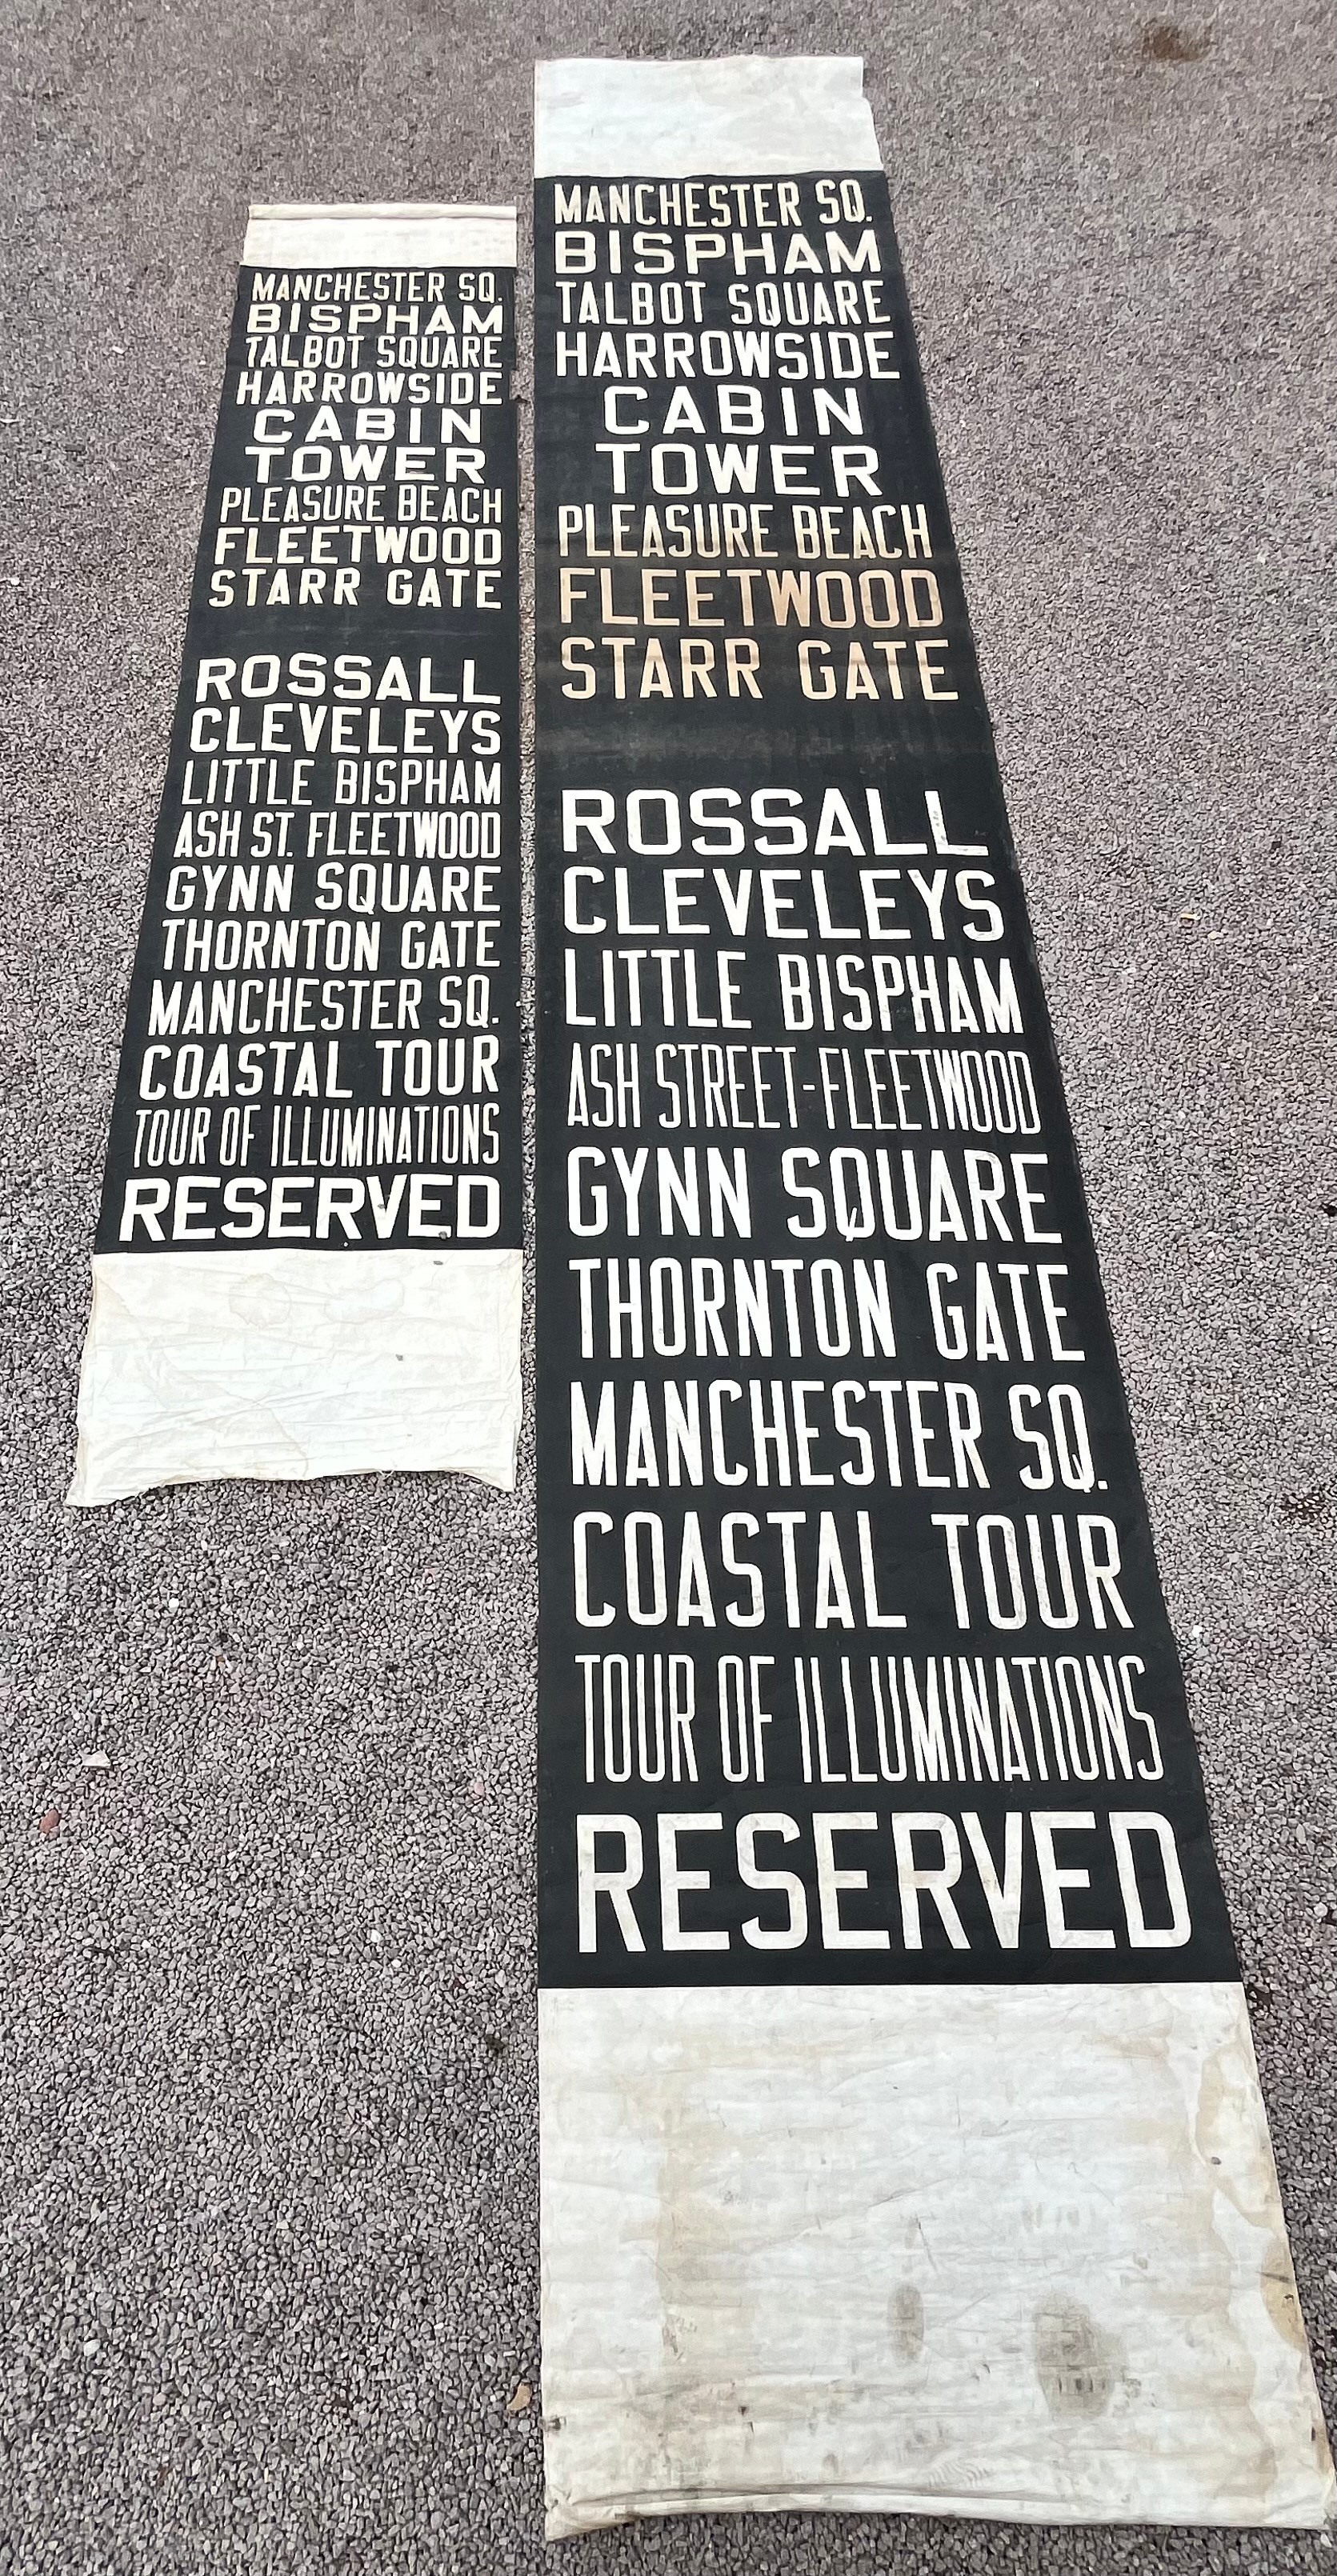 MANCHESTER SQ.
BISPHAM
TALBOT SQUARE
HARROWSIDE
CABIN
TOWER
PLEASURE BEACH
FLEETWOOD
STARR GATE
ROSSALL
CLEVELEYS
LITTLE BISPHAM
ASH ST. FLEETWOOD
GYNN SQUARE
THORNTON GATE
MANCHESTER SQ.
COASTAL TOUR
TOUR OF ILLUMINATIONS
RESERVED
MANCHESTER SQ.
BISPHAM
TALBOT SQUARE
HARROWSIDE
CABIN
TOWER
PLEASURE BEACH
FLEETWOOD
STARR GATE
ROSSALL
CLEVELEYS
LITTLE BISPHAM
ASH STREET-FLEETWOOD
GYNN SQUARE
THORNTON GATE
MANCHESTER SQ.
COASTAL TOUR
TOUR OF ILLUMINATIONS
RESERVED